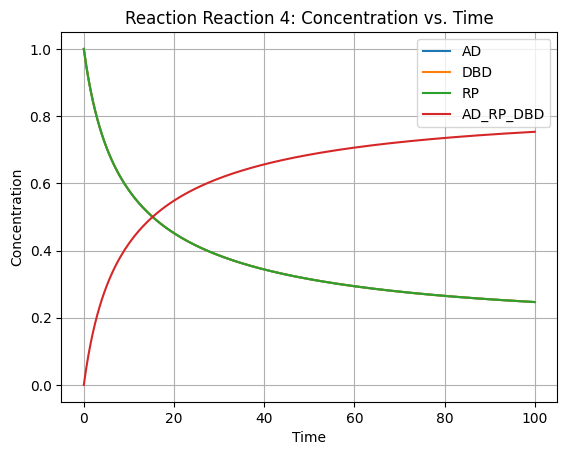 Reaction Reaction 4: Concentration vs. Time
AD
DBD
RP
AD_RP_DBD
Concentration
1.0
0.8
0.6
0.4
0.2
0.0
0
20
40
60
80
100
Time